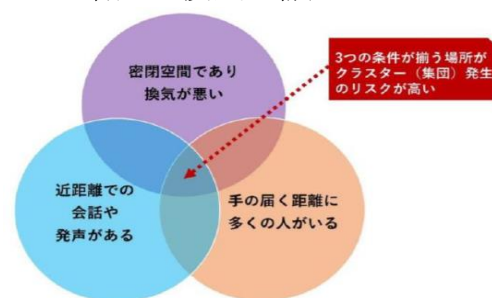 密閉空間であり
換気が悪い
3つの条件が揃う場所が
クラスター（集団）発生
のリスクが高い
近距離での
会話や
発声がある
手の届く距離に
多くの人がいる